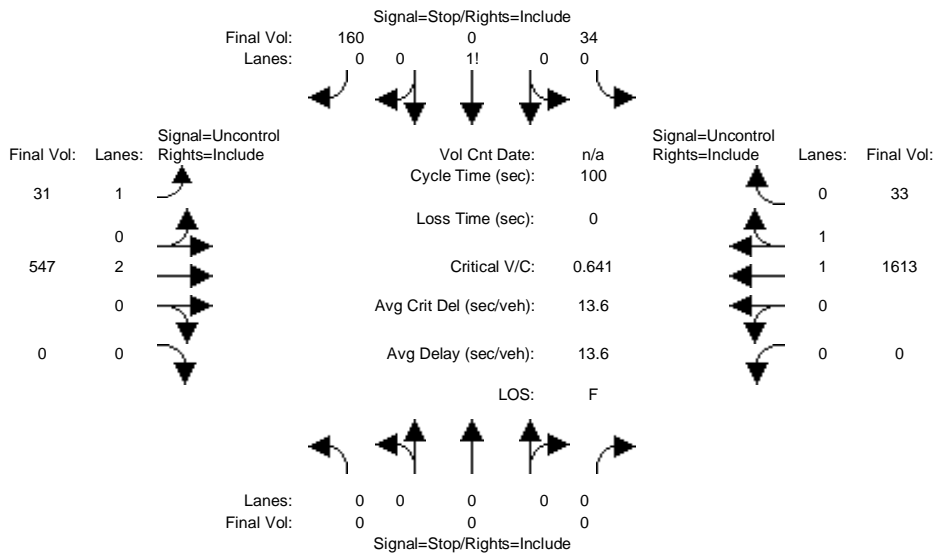 Signal=Stop/Rights=Include
Final Vol: 160 0 34
Lanes: 0 0 1! 0 0
Signal=Uncontrol Signal=Uncontrol
Final Vol: Lanes: Rights=Include Vol Cnt Date: n/a Rights=Include Lanes: Final Vol:
Cycle Time (sec): 100
31 1 0 33
Loss Time (sec): 0
0 1
547 2 Critical V/C: 0.641 1 1613
0 Avg Crit Del (sec/veh): 13.6 0
0 0 Avg Delay (sec/veh): 13.6 0 0
LOS: F
Lanes: 0 0 0 0 0
Final Vol: 0 0 0
Signal=Stop/Rights=Include